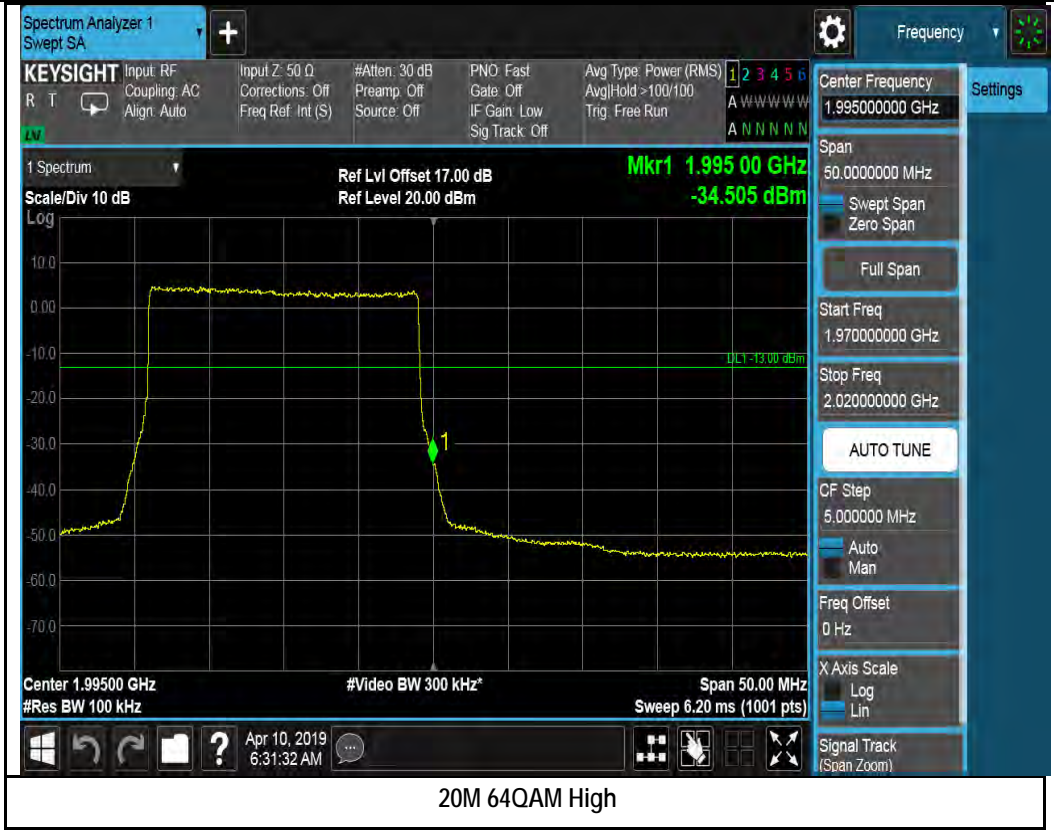 Spectrum Analyzer 1
Swept SA
+
Frequency
KEYSIGHT
R T
LV
Input: RF
Coupling: AC
Align: Auto
Input Z: 50 Ω
Corrections: Off
Freq Ref: Int (S)
#Atten: 30 dB
Preamp: Off
Source: Off
PNO: Fast
Gate: Off
IF Gain: Low
Sig Track: Off
Avg Type: Power (RMS)
Avg|Hold >100/100
Trig: Free Run
1 2 3 4 5 6
A W W W W W
A N N N N N
1 Spectrum
Scale/Div 10 dB
Log
Ref Lvl Offset 17.00 dB
Ref Level 20.00 dBm
Mkr1 1.995 00 GHz
-34.505 dBm
10.0
0.00
-10.0
-20.0
-30.0
-40.0
-50.0
-60.0
-70.0
DL1 -13.00 dBm
1
Center 1.99500 GHz
#Res BW 100 kHz
#Video BW 300 kHz*
Span 50.00 MHz
Sweep 6.20 ms (1001 pts)
Center Frequency
1.995000000 GHz
Settings
Span
50.0000000 MHz
Swept Span
Zero Span
Full Span
Start Freq
1.970000000 GHz
Stop Freq
2.020000000 GHz
AUTO TUNE
CF Step
5.000000 MHz
Auto
Man
Freq Offset
0 Hz
X Axis Scale
Log
Lin
Signal Track
(Span Zoom)
?
Apr 10, 2019
6:31:32 AM
20M 64QAM High